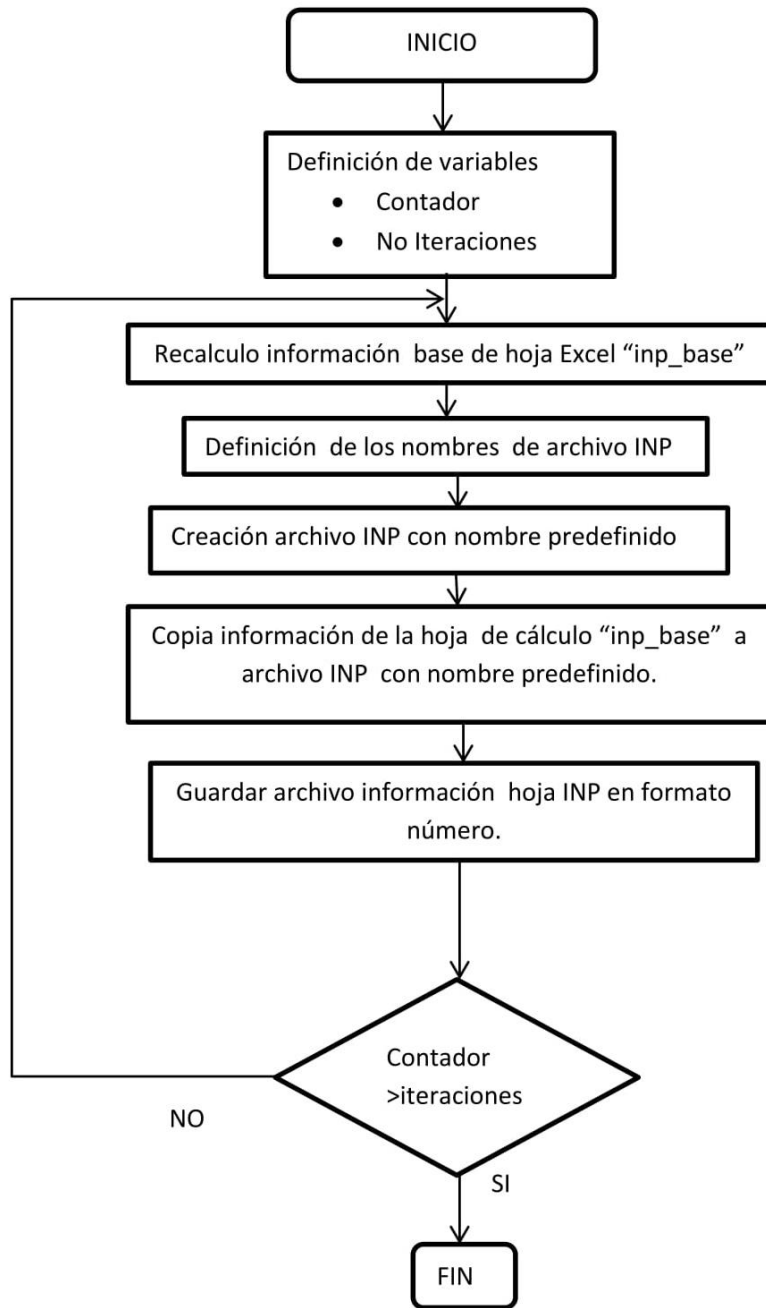 INICIO
Definición de variables
• Contador
• No Iteraciones
Recalculo información base de hoja Excel “inp_base”
Definición de los nombres de archivo INP
Creación archivo INP con nombre predefinido
Copia información de la hoja de cálculo “inp_base” a
archivo INP con nombre predefinido.
Guardar archivo información hoja INP en formato
número.
Contador
>iteraciones
NO
SI
FIN